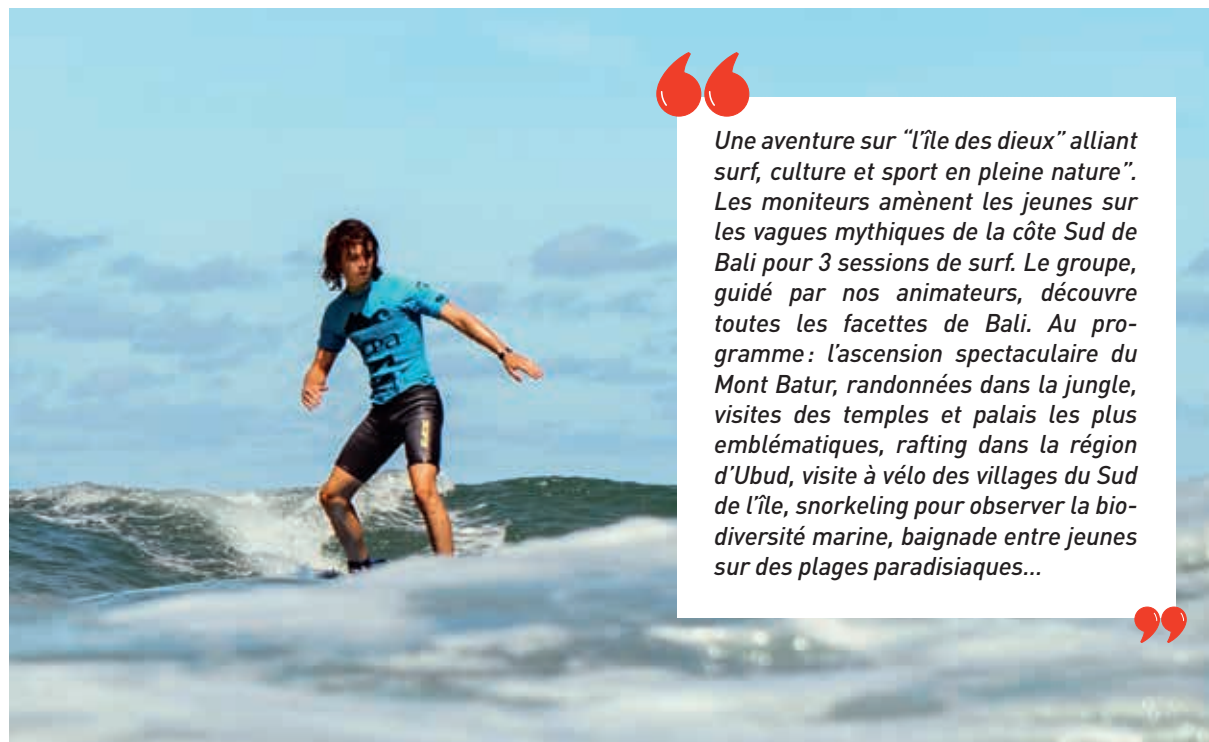 Une aventure sur “l’île des dieux” alliant
surf, culture et sport en pleine nature”.
Les moniteurs amènent les jeunes sur
les vagues mythiques de la côte Sud de
Bali pour 3 sessions de surf. Le groupe,
guidé par nos animateurs, découvre
toutes les facettes de Bali. Au pro-
gramme : l’ascension spectaculaire du
Mont Batur, randonnées dans la jungle,
visites des temples et palais les plus
emblématiques, rafting dans la région
d’Ubud, visite à vélo des villages du Sud
de l’île, snorkeling pour observer la bio-
diversité marine, baignade entre jeunes
sur des plages paradisiaques...